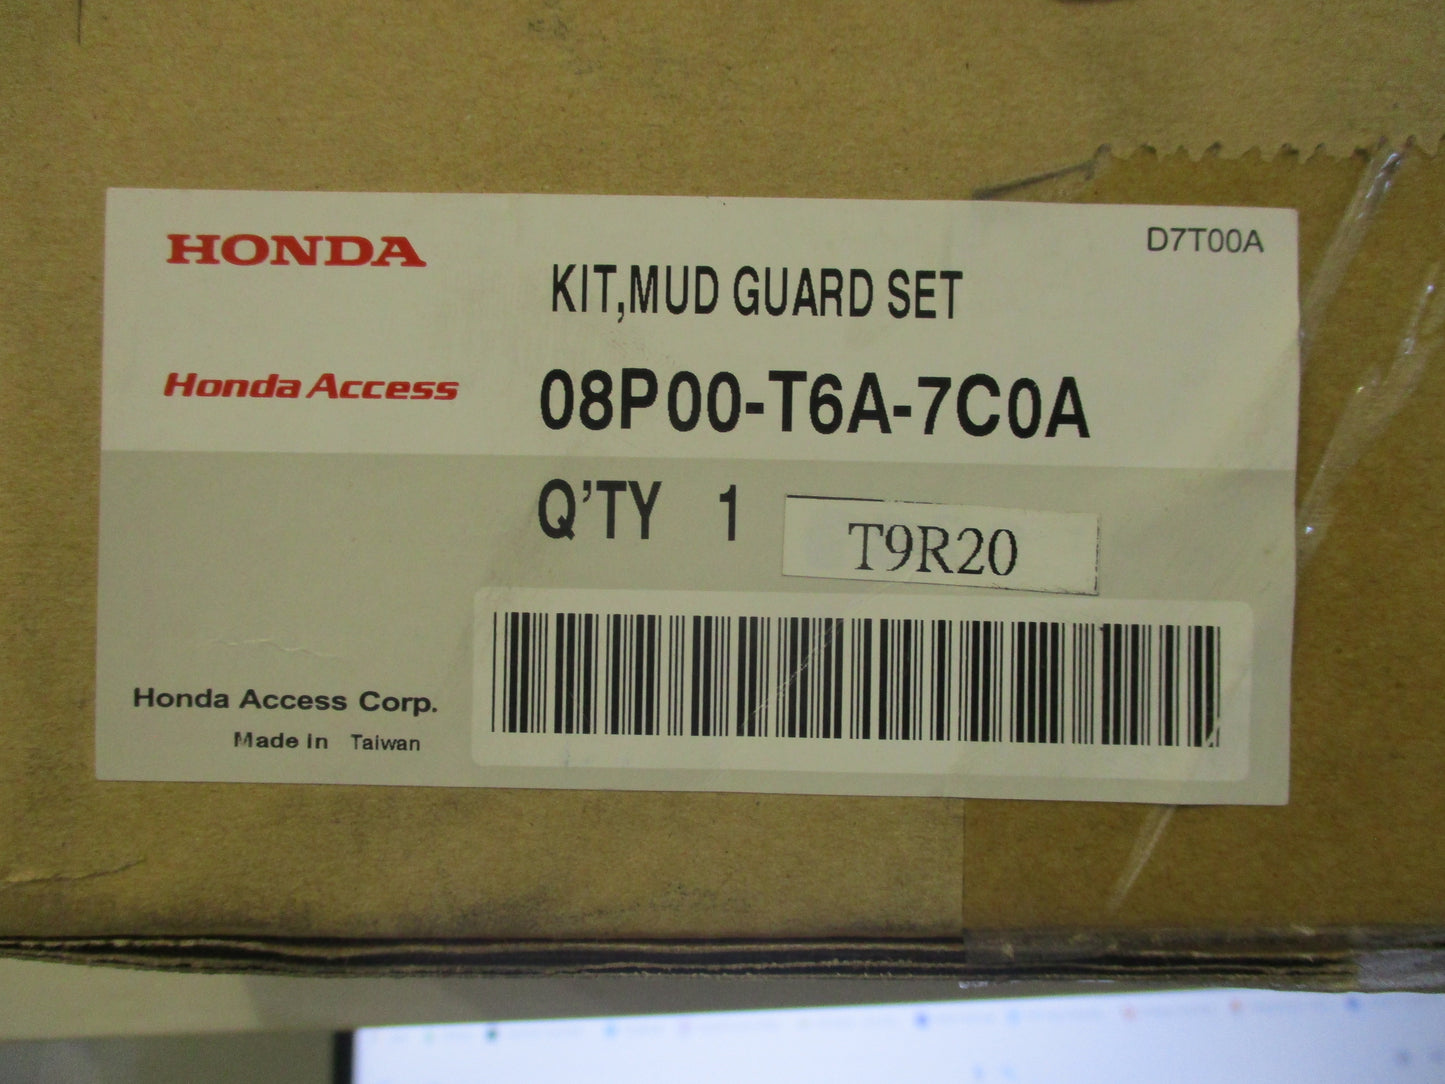 HONDA
D7T00A
KIT,MUD GUARD SET
Honda Access
08P00-T6A-7C0A
Q'TY 1
T9R20
Honda Access Corp.
Made in Taiwan